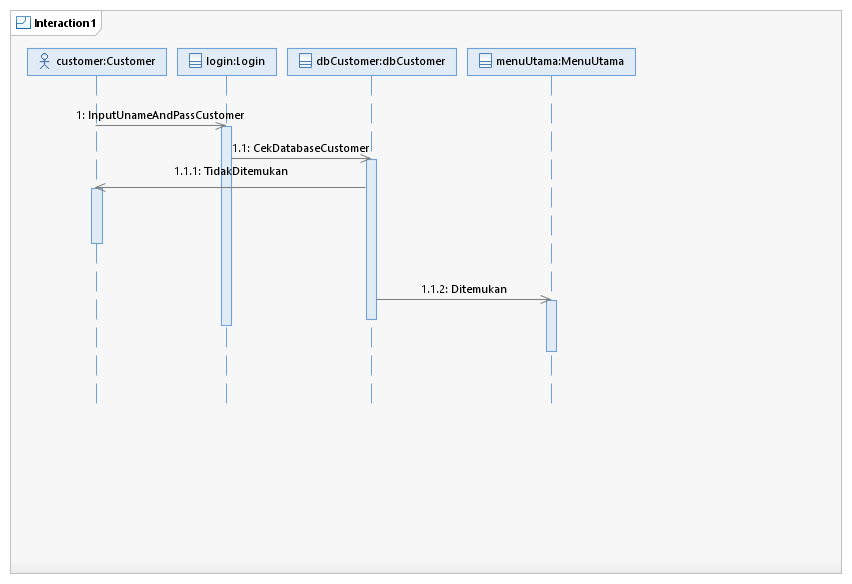 Interaction1
customer:Customer
login:Login
dbCustomer:dbCustomer
menuUtama:MenuUtama
1: InputUnameAndPassCustomer
1.1: CekDatabaseCustomer
1.1.1: TidakDitemukan
1.1.2: Ditemukan